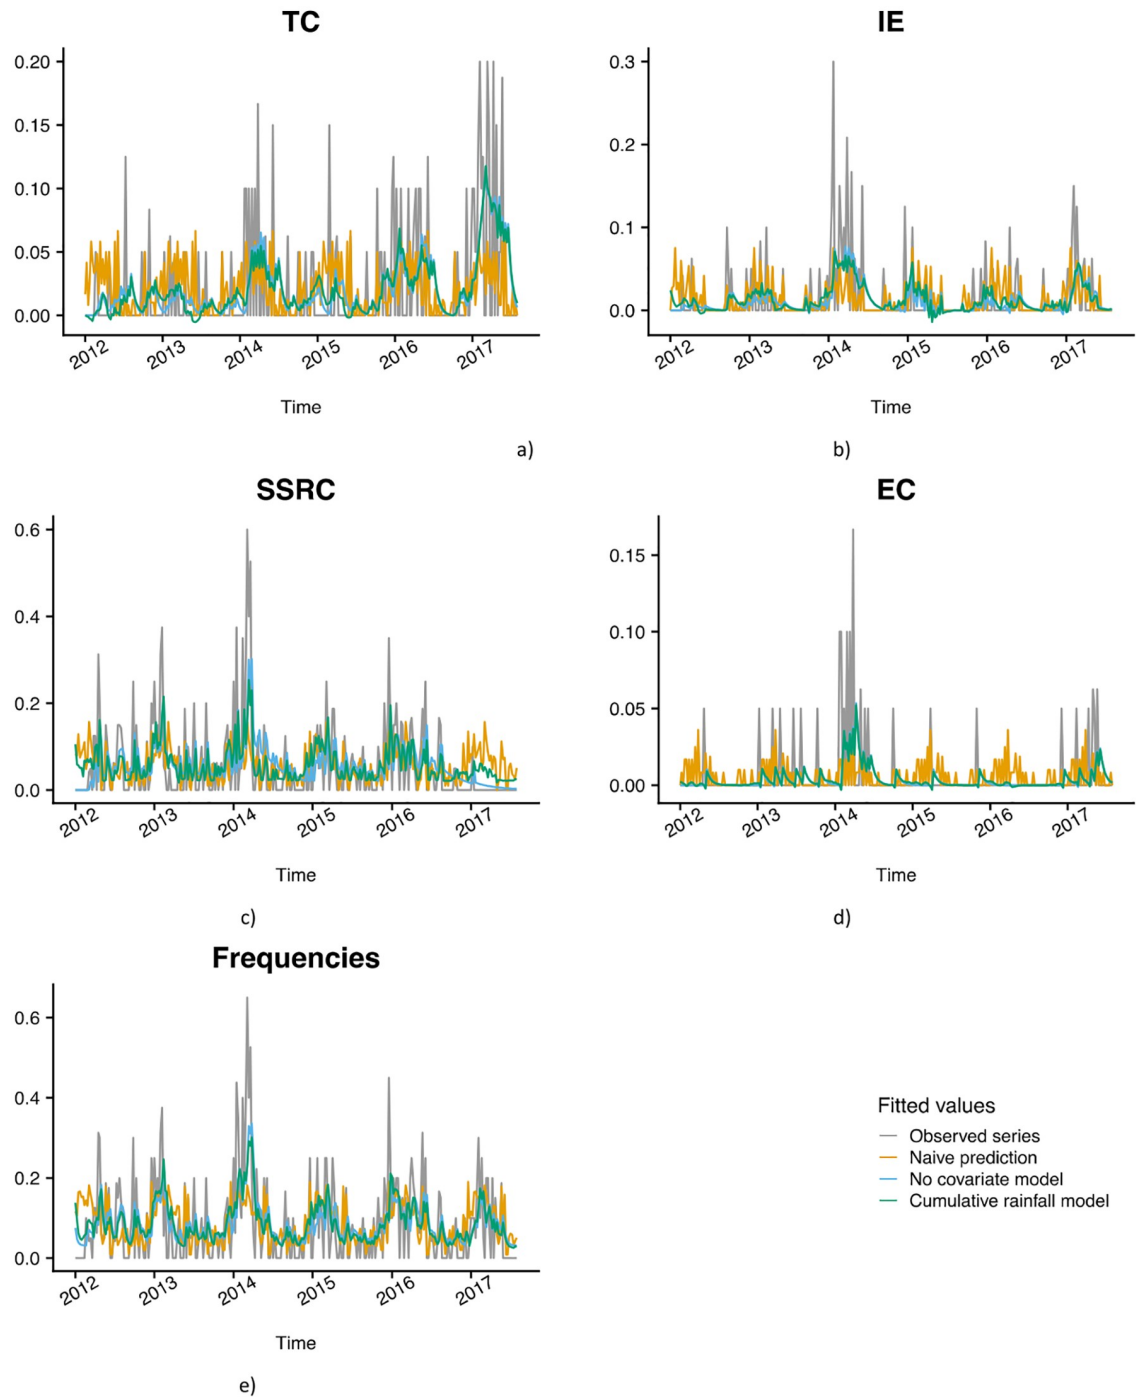 TC
0.20
0.15
0.10
0.05
0.00
2012 2013 2014 2015 2016 2017
Time
a)
IE
0.3
0.2
0.1
0.0
2012 2013 2014 2015 2016 2017
Time
b)
SSRC
0.6
0.4
0.2
0.0
2012 2013 2014 2015 2016 2017
Time
c)
EC
0.15
0.10
0.05
0.00
2012 2013 2014 2015 2016 2017
Time
d)
Frequencies
0.6
0.4
0.2
0.0
2012 2013 2014 2015 2016 2017
Time
e)
Fitted values
Observed series
Naive prediction
No covariate model
Cumulative rainfall model